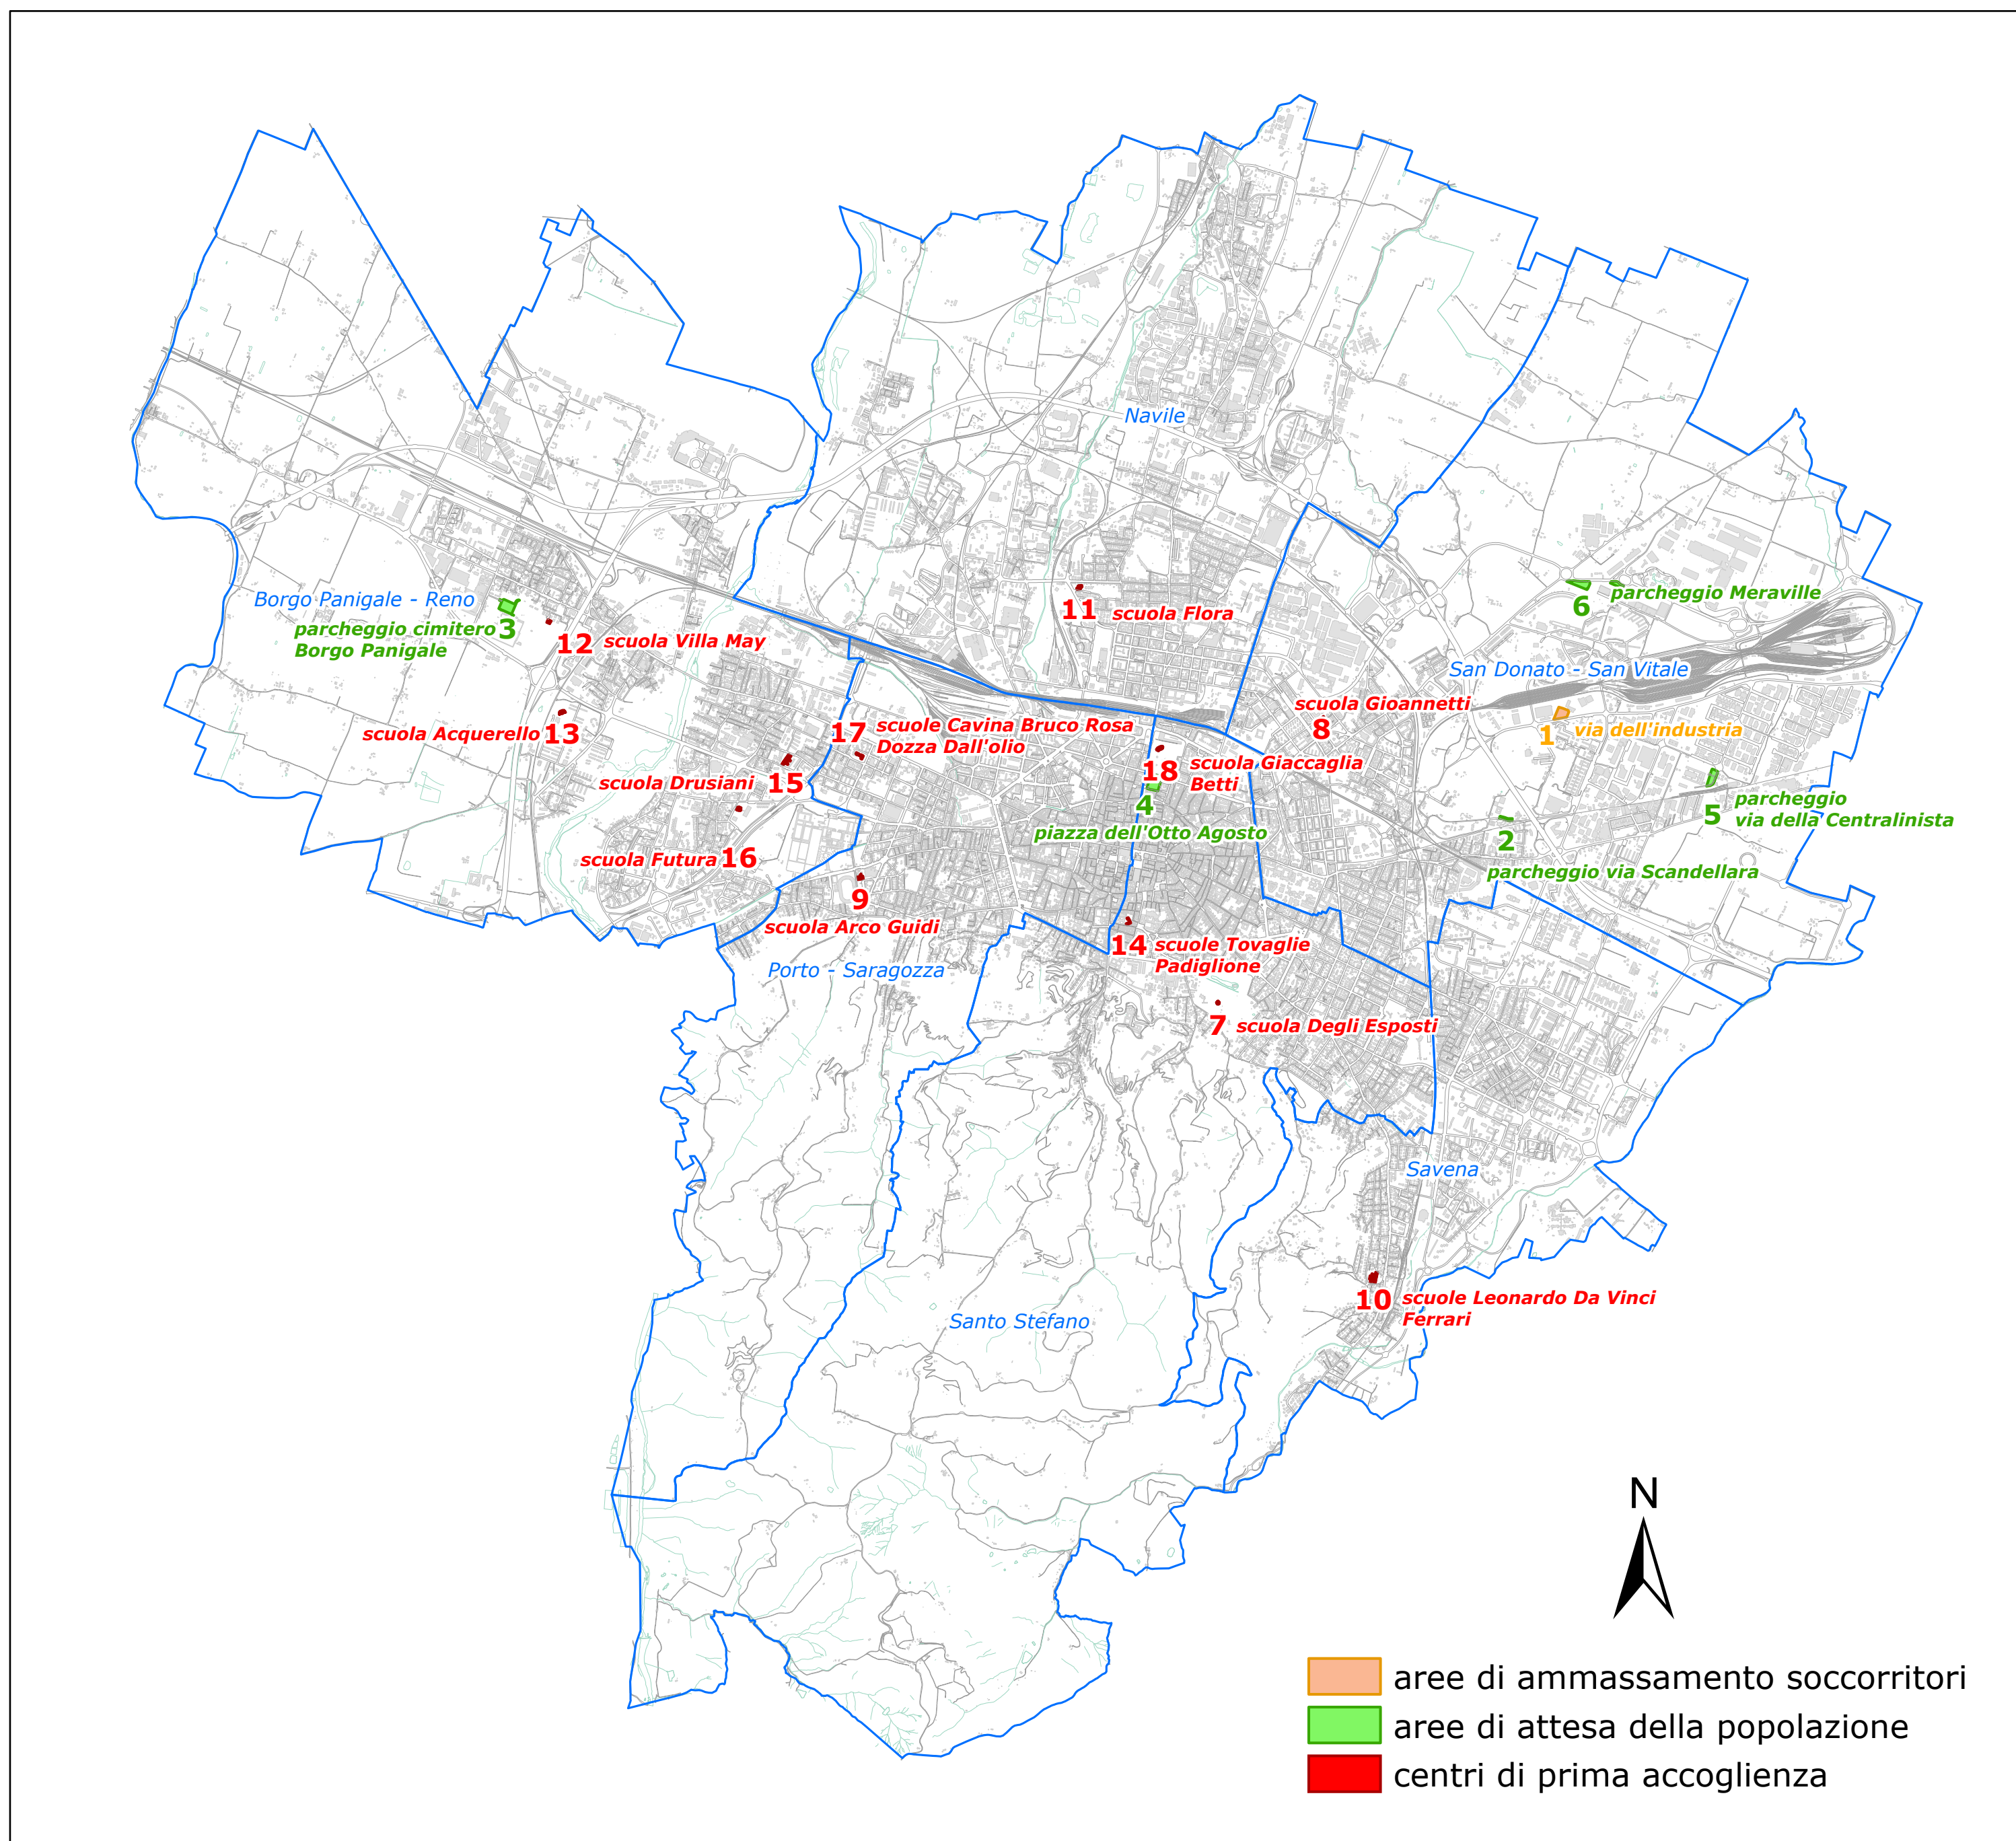 Navile
Borgo Panigale - Reno
parcheggio cimitero
Borgo Panigale
3
12
scuola Villa May
11
scuola Flora
6
parcheggio Meraville
San Donato - San Vitale
scuola Acquerello
13
17
scuole Cavina Bruco Rosa
Dozza Dall'olio
scuola Gioannetti
8
1
via dell'industria
scuola Drusiani
15
18
scuola Giaccaglia
Betti
4
piazza dell'Otto Agosto
2
parcheggio via Scandellara
5
parcheggio
via della Centralinista
scuola Futura
16
9
scuola Arco Guidi
14
scuole Tovaglie
Padiglione
Porto - Saragozza
7
scuola Degli Esposti
Savena
10
scuole Leonardo Da Vinci
Ferrari
Santo Stefano
N
aree di ammassamento soccorritori
aree di attesa della popolazione
centri di prima accoglienza